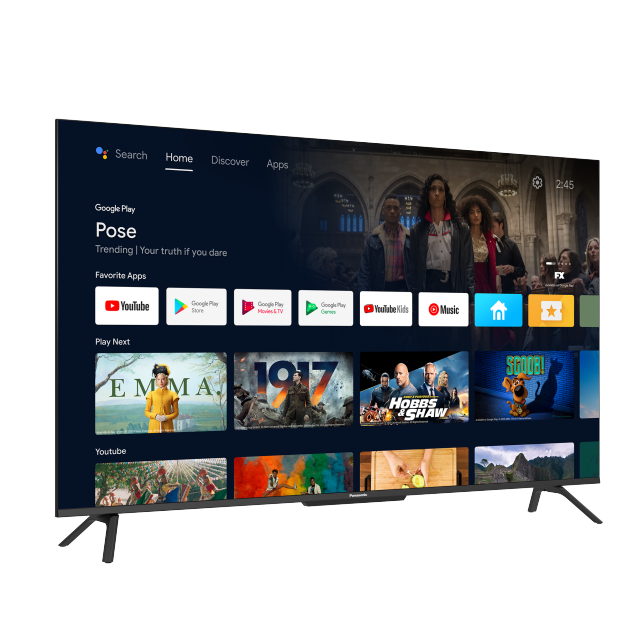 Search Home Discover Apps
2:45
Google Play
Pose
Trending | Your truth if you dare
FX
Favorite Apps
YouTube
Google Play
Store
Google Play
Movies & TV
Google Play
Games
YouTube Kids
Music
Play Next
EMMA.
1917
HOBBS
& SHAW
SCOOB!
Youtube
Panasonic